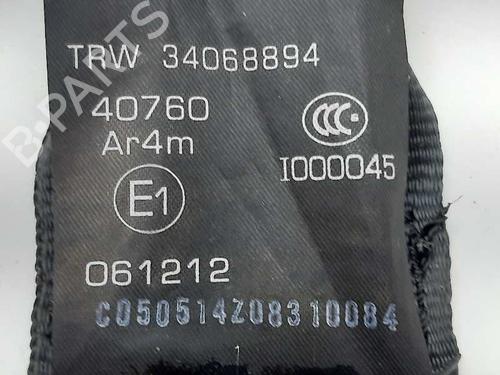 TRW 34068894
40760
Ar4m
CCC
I000045
E1
061212
C050514Z08310084
B-PARTS